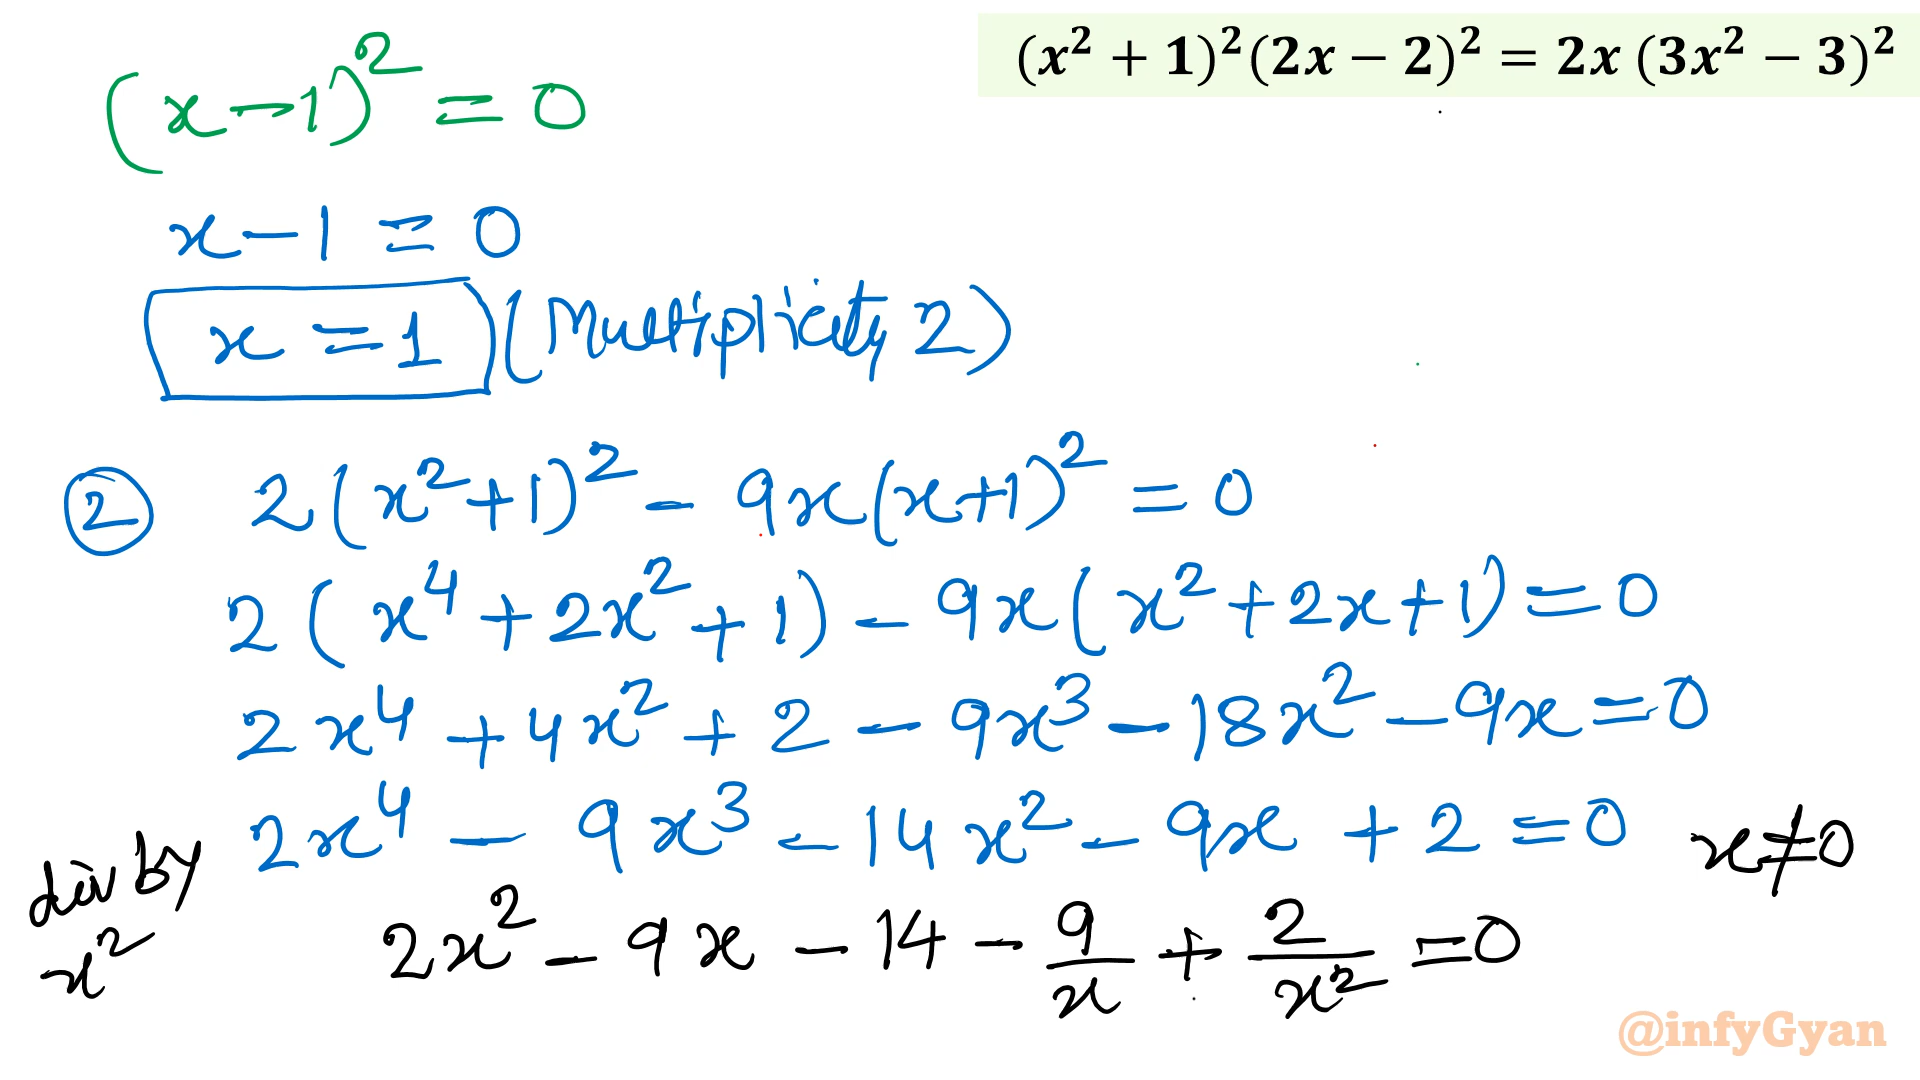 (x² + 1)²(2x − 2)² = 2x (3x² − 3)²
(x − 1)² = 0
x − 1 = 0
x = 1 (Multiplicity 2)
② 2(x² + 1)² − 9x(x + 1)² = 0
2(x⁴ + 2x² + 1) − 9x(x² + 2x + 1) = 0
2x⁴ + 4x² + 2 − 9x³ − 18x² − 9x = 0
2x⁴ − 9x³ − 14x² − 9x + 2 = 0 x ≠ 0
div by x²
2x² − 9x − 14 − 9/x + 2/x² = 0
@infyGyan